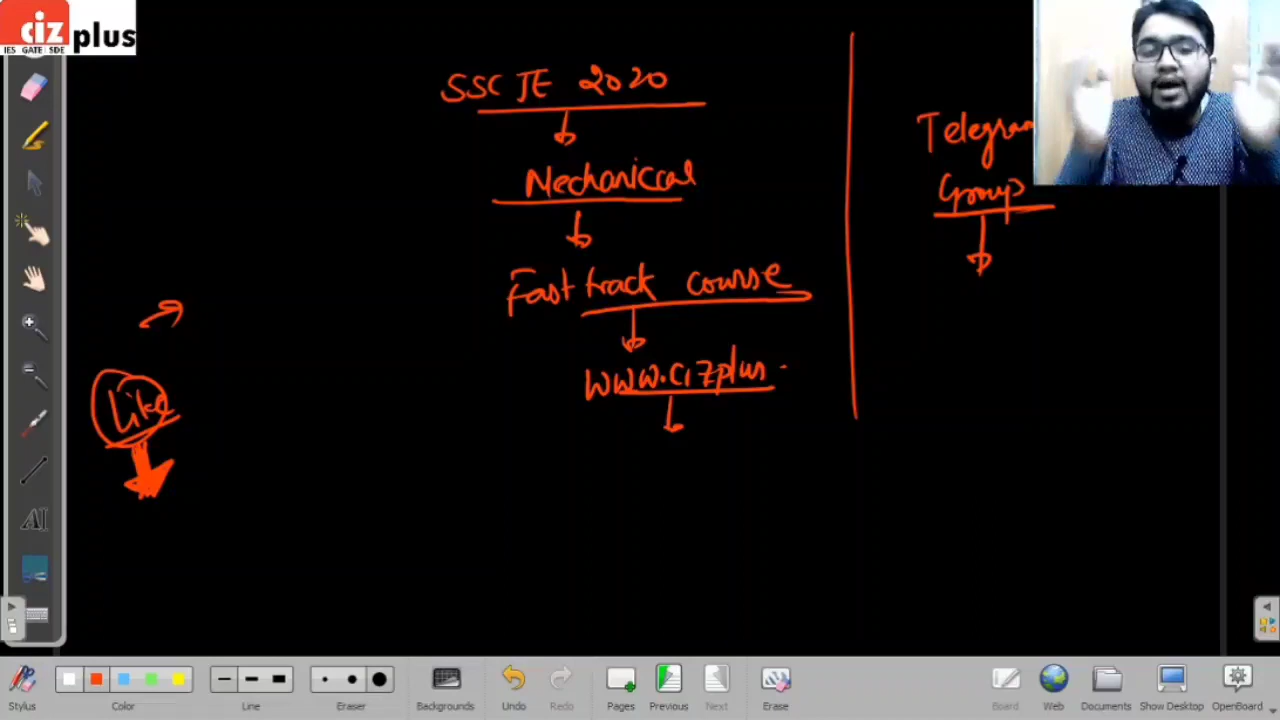 ciz plus
IES GATE SDE
SSC JE 2020
Mechanical
Fast track course
www.cizplus.
Telegram
Group
Like
AI
Stylus
Color
Line
Eraser
Backgrounds
Undo
Redo
Pages
Previous
Next
Erase
Board
Web
Documents
Show Desktop
OpenBoard